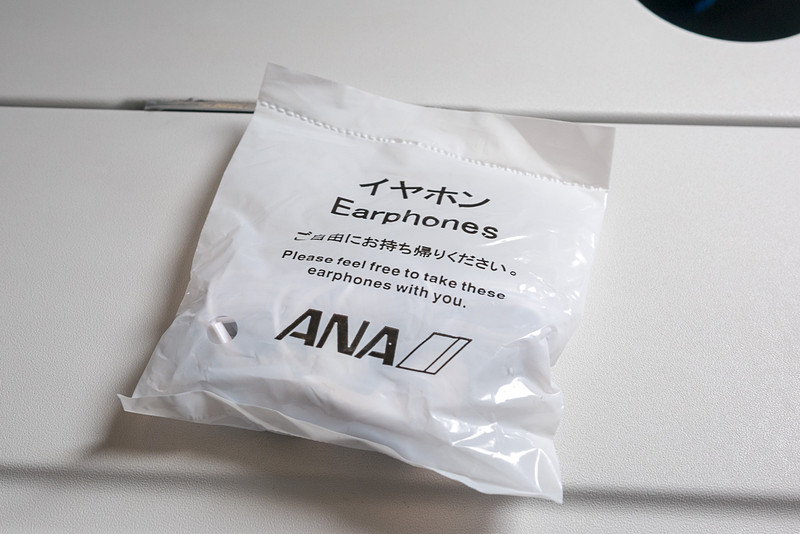 イヤホン
Earphones
ご自由にお持ち帰りください。
Please feel free to take these
earphones with you.
ANA